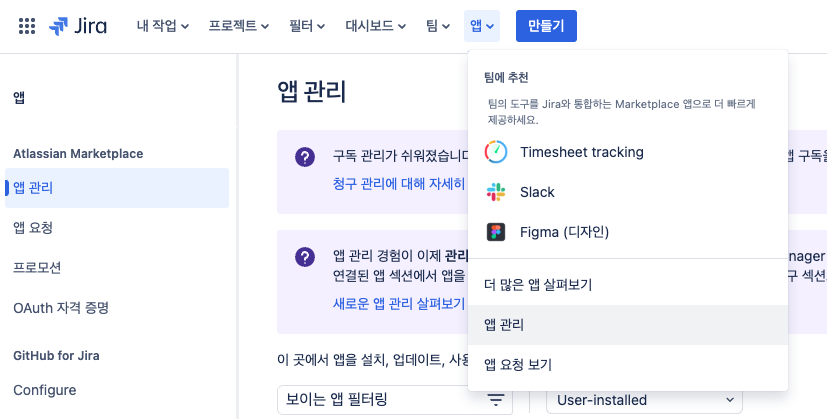 Jira 내 작업 프로젝트 필터 대시보드 팀 앱 만들기
앱
Atlassian Marketplace
앱 관리
앱 요청
프로모션
OAuth 자격 증명
GitHub for Jira
Configure
앱 관리
구독 관리가 쉬워졌습니다
앱 구독을
청구 관리에 대해 자세히
앱 관리 경험이 이제 관리
nager
연결된 앱 섹션에서 앱을
구 섹션
새로운 앱 관리 살펴보기
이 곳에서 앱을 설치, 업데이트, 사용
보이는 앱 필터링
User-installed
팀에 추천
팀의 도구를 Jira와 통합하는 Marketplace 앱으로 더 빠르게
제공하세요.
Timesheet tracking
Slack
Figma (디자인)
더 많은 앱 살펴보기
앱 관리
앱 요청 보기